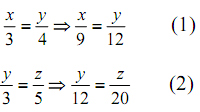 x/3 = y/4 ⇒ x/9 = y/12 (1)
y/3 = z/5 ⇒ y/12 = z/20 (2)